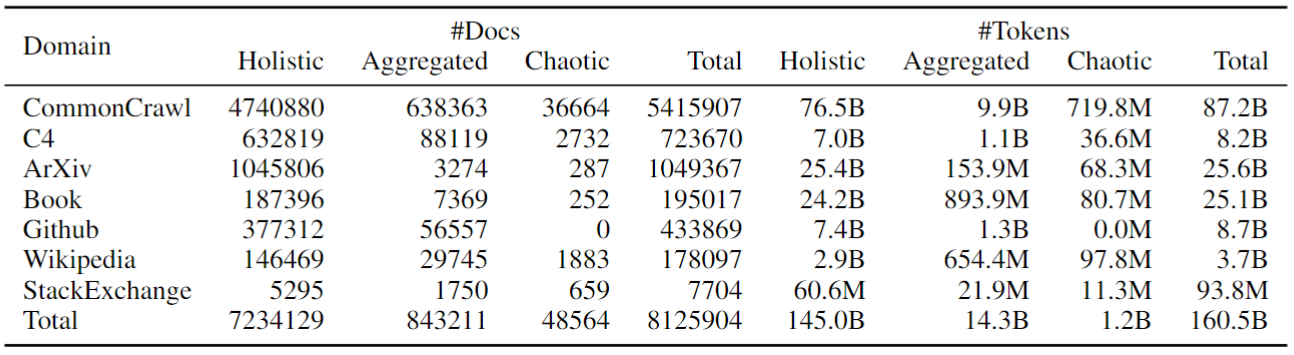 Domain #Docs #Tokens
Holistic Aggregated Chaotic Total Holistic Aggregated Chaotic Total
CommonCrawl 4740880 638363 36664 5415907 76.5B 9.9B 719.8M 87.2B
C4 632819 88119 2732 723670 7.0B 1.1B 36.6M 8.2B
ArXiv 1045806 3274 287 1049367 25.4B 153.9M 68.3M 25.6B
Book 187396 7369 252 195017 24.2B 893.9M 80.7M 25.1B
Github 377312 56557 0 433869 7.4B 1.3B 0.0M 8.7B
Wikipedia 146469 29745 1883 178097 2.9B 654.4M 97.8M 3.7B
StackExchange 5295 1750 659 7704 60.6M 21.9M 11.3M 93.8M
Total 7234129 843211 48564 8125904 145.0B 14.3B 1.2B 160.5B